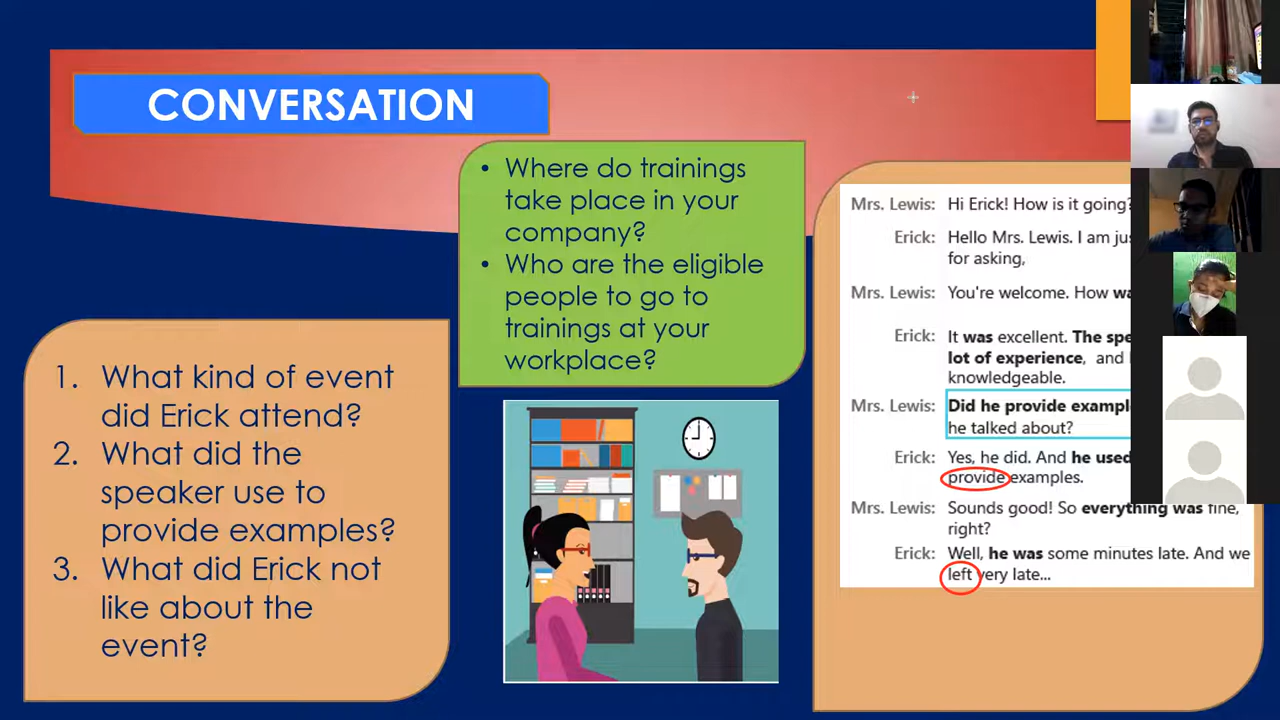 CONVERSATION
• Where do trainings
take place in your
company?
• Who are the eligible
people to go to
trainings at your
workplace?
1. What kind of event
did Erick attend?
2. What did the
speaker use to
provide examples?
3. What did Erick not
like about the
event?
Mrs. Lewis: Hi Erick! How is it going?
Erick: Hello Mrs. Lewis. I am
for asking,
Mrs. Lewis: You're welcome. How
Erick: It was excellent. The
lot of experience, and
knowledgeable.
Mrs. Lewis: Did he provide
he talked about?
Erick: Yes, he did. And he used
provide examples.
Mrs. Lewis: Sounds good! So everything was fine,
right?
Erick: Well, he was some minutes late. And we
left very late...